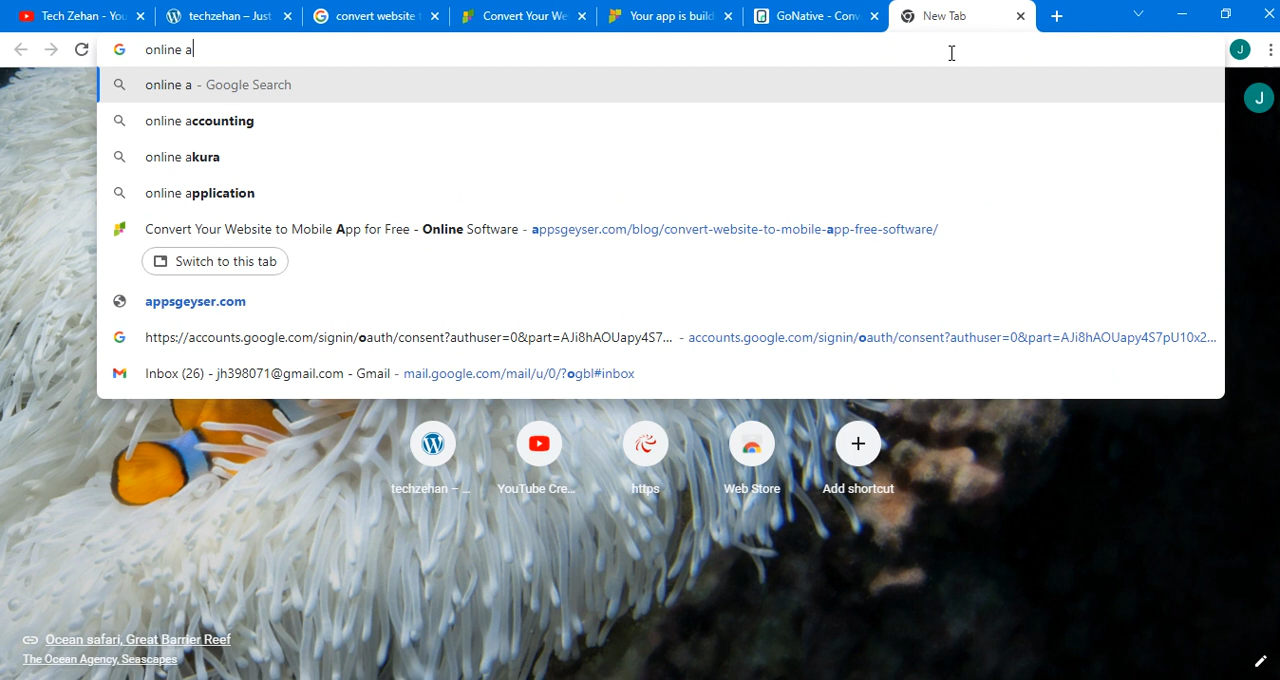 Tech Zehan - You
techzehan – Just
convert website
Convert Your We
Your app is build
GoNative - Conv
New Tab
online a
J
online a - Google Search
J
online accounting
online akura
online application
Convert Your Website to Mobile App for Free - Online Software - appsgeyser.com/blog/convert-website-to-mobile-app-free-software/
Switch to this tab
appsgeyser.com
https://accounts.google.com/signin/oauth/consent?authuser=0&part=AJi8hAOUapy4S7... - accounts.google.com/signin/oauth/consent?authuser=0&part=AJi8hAOUapy4S7pU10x2...
Inbox (26) - jh398071@gmail.com - Gmail - mail.google.com/mail/u/0/?ogbl#inbox
techzehan – ...
YouTube Cre...
https
Web Store
Add shortcut
Ocean safari, Great Barrier Reef
The Ocean Agency, Seascapes